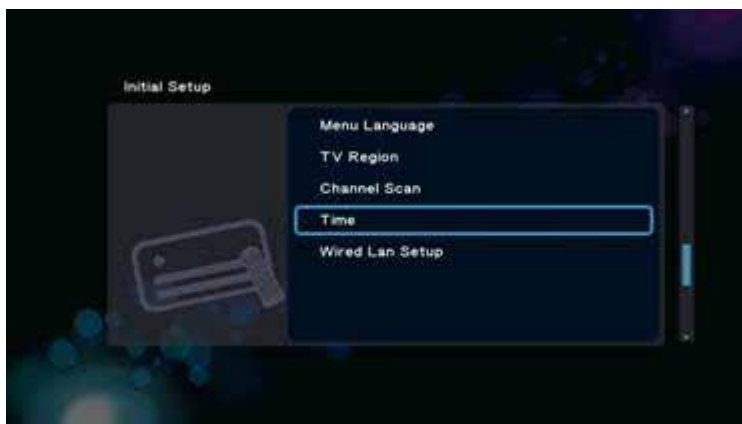 Initial Setup
Menu Language
TV Region
Channel Scan
Time
Wired Lan Setup